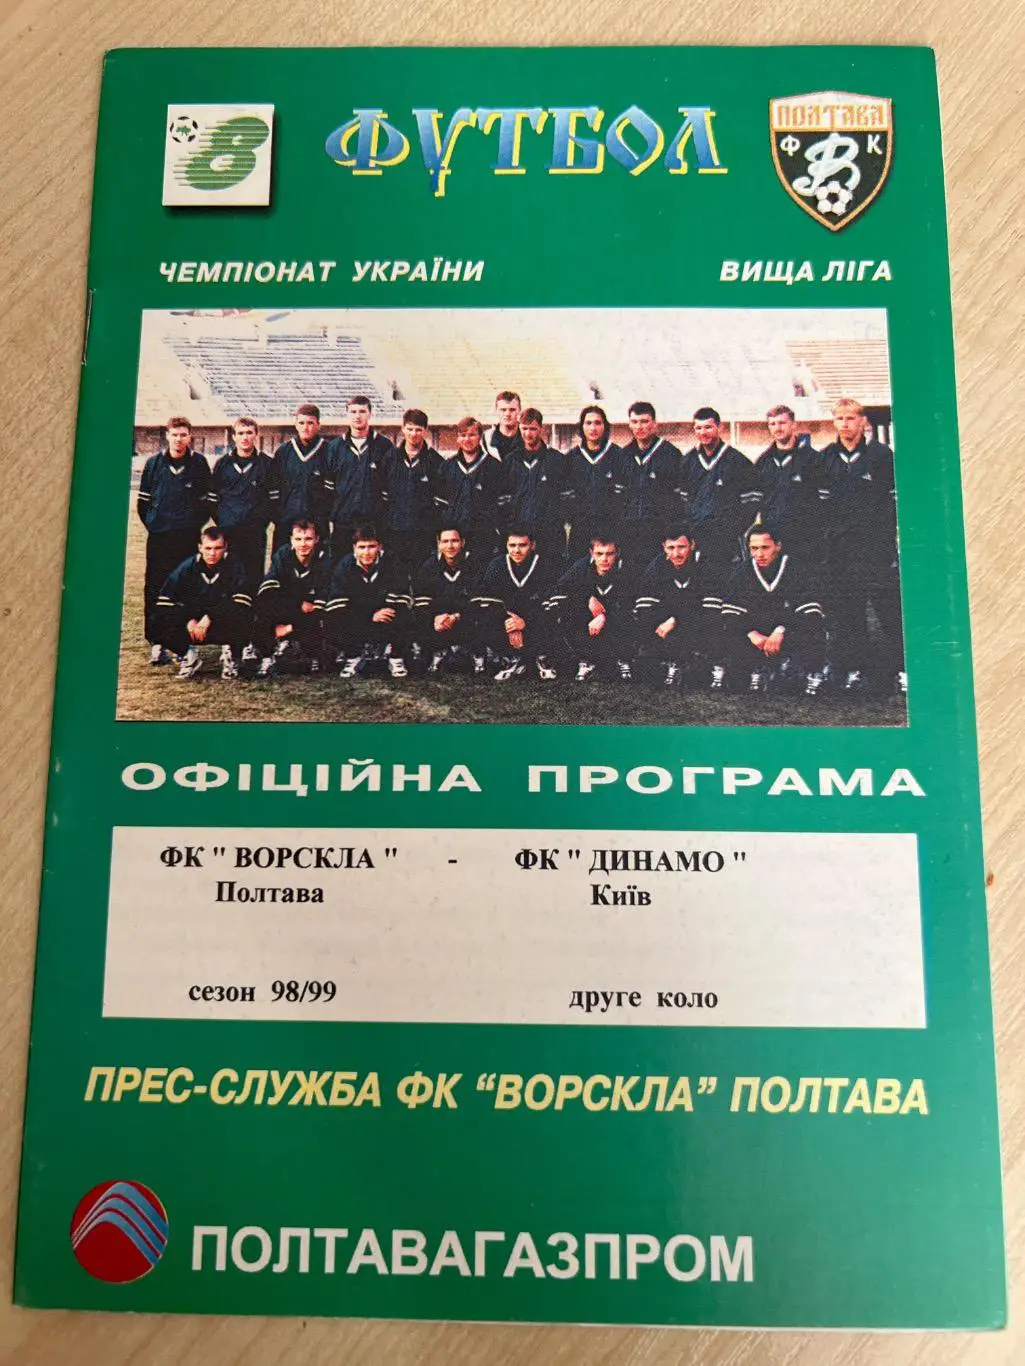 8
ФУТБОЛ
ПОЛТАВА
Ф В К
ЧЕМПІОНАТ УКРАЇНИ
ВИЩА ЛІГА
ОФІЦІЙНА ПРОГРАМА
ФК " ВОРСКЛА " - ФК " ДИНАМО "
Полтава Київ
сезон 98/99 друге коло
ПРЕС-СЛУЖБА ФК “ВОРСКЛА” ПОЛТАВА
ПОЛТАВАГАЗПРОМ